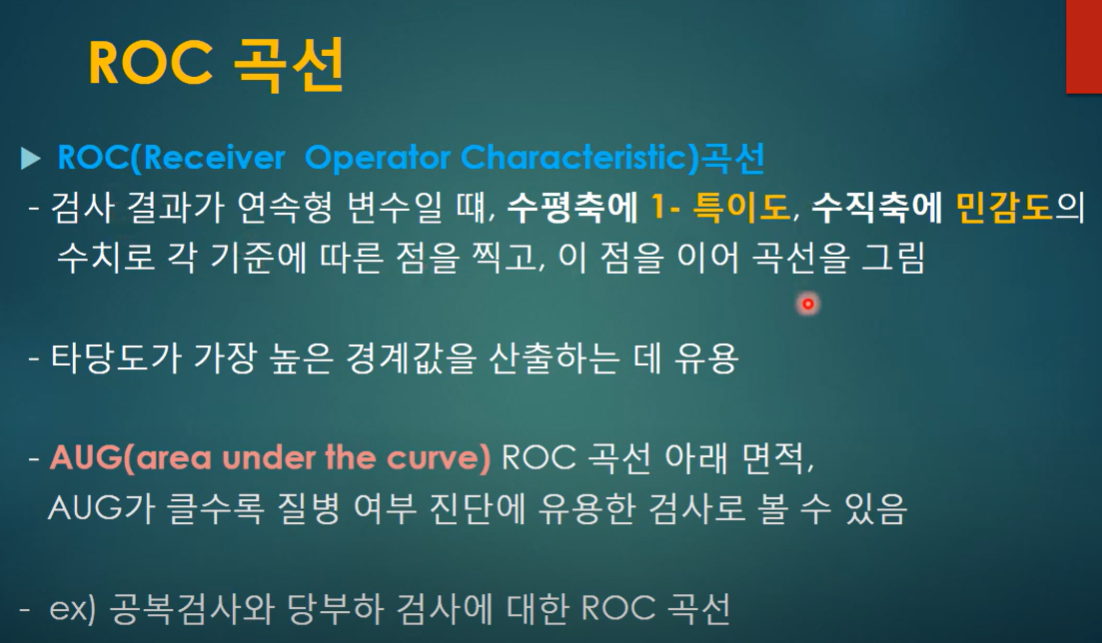 ROC 곡선
ROC(Receiver Operator Characteristic)곡선
- 검사 결과가 연속형 변수일 떄, 수평축에 1- 특이도, 수직축에 민감도의
수치로 각 기준에 따른 점을 찍고, 이 점을 이어 곡선을 그림
- 타당도가 가장 높은 경계값을 산출하는 데 유용
- AUG(area under the curve) ROC 곡선 아래 면적,
AUG가 클수록 질병 여부 진단에 유용한 검사로 볼 수 있음
- ex) 공복검사와 당부하 검사에 대한 ROC 곡선